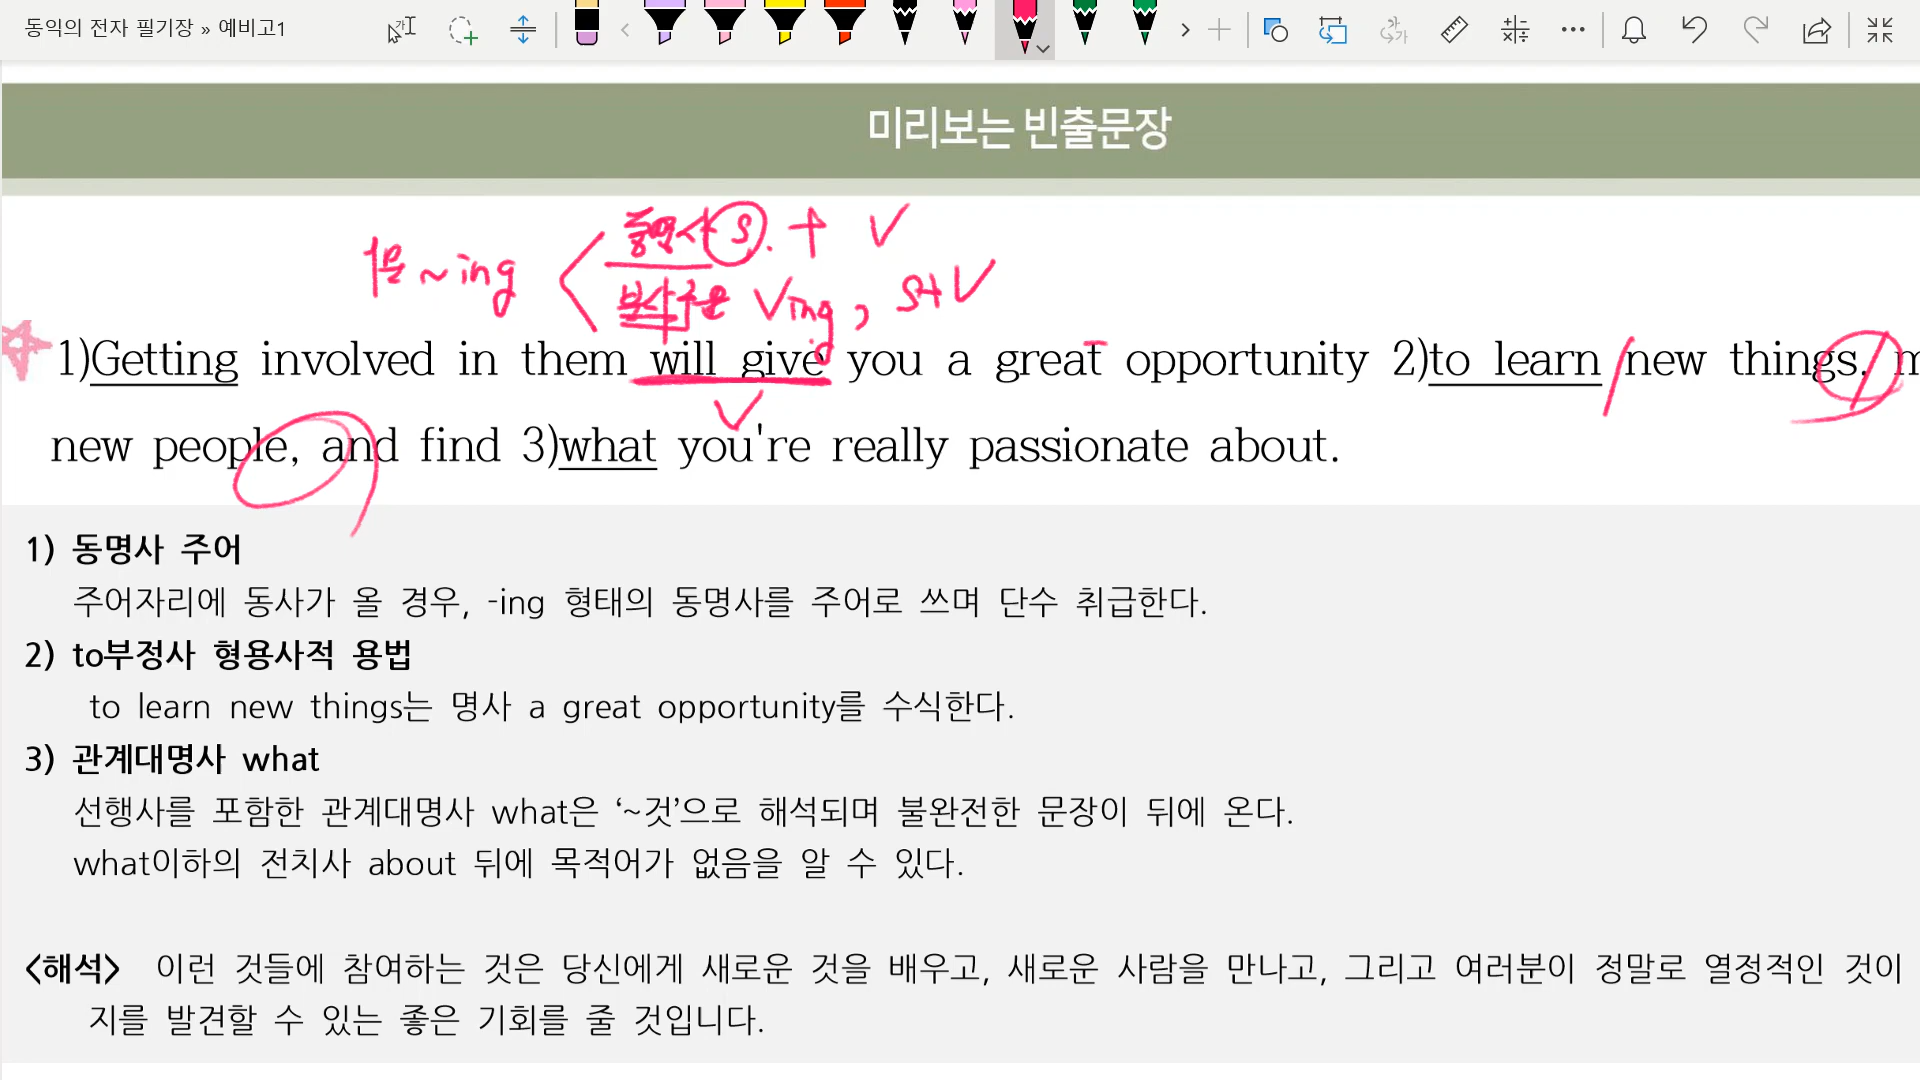 동익의 전자 필기장 » 예비고1
미리보는 빈출문장
동명사 S. + V
문 ~ing
분사구문 Ving, S+V
1)Getting involved in them will give you a great opportunity 2)to learn new things,
V
new people, and find 3)what you're really passionate about.
1) 동명사 주어
주어자리에 동사가 올 경우, -ing 형태의 동명사를 주어로 쓰며 단수 취급한다.
2) to부정사 형용사적 용법
to learn new things는 명사 a great opportunity를 수식한다.
3) 관계대명사 what
선행사를 포함한 관계대명사 what은 ‘~것’으로 해석되며 불완전한 문장이 뒤에 온다.
what이하의 전치사 about 뒤에 목적어가 없음을 알 수 있다.
<해석> 이런 것들에 참여하는 것은 당신에게 새로운 것을 배우고, 새로운 사람을 만나고, 그리고 여러분이 정말로 열정적인 것이
지를 발견할 수 있는 좋은 기회를 줄 것입니다.